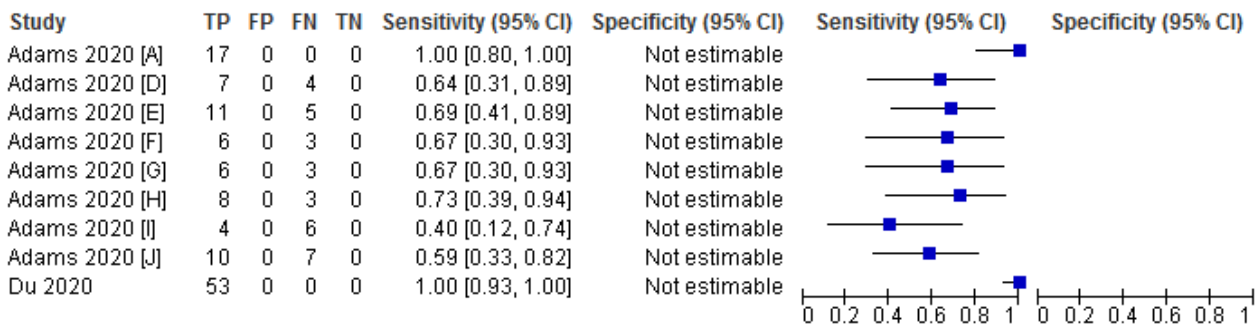 Study TP FP FN TN Sensitivity (95% CI) Specificity (95% CI) Sensitivity (95% CI) Specificity (95% CI)
Adams 2020 [A] 17 0 0 0 1.00 [0.80, 1.00] Not estimable
Adams 2020 [D] 7 0 4 0 0.64 [0.31, 0.89] Not estimable
Adams 2020 [E] 11 0 5 0 0.69 [0.41, 0.89] Not estimable
Adams 2020 [F] 6 0 3 0 0.67 [0.30, 0.93] Not estimable
Adams 2020 [G] 6 0 3 0 0.67 [0.30, 0.93] Not estimable
Adams 2020 [H] 8 0 3 0 0.73 [0.39, 0.94] Not estimable
Adams 2020 [I] 4 0 6 0 0.40 [0.12, 0.74] Not estimable
Adams 2020 [J] 10 0 7 0 0.59 [0.33, 0.82] Not estimable
Du 2020 53 0 0 0 1.00 [0.93, 1.00] Not estimable
0 0.2 0.4 0.6 0.8 1 0 0.2 0.4 0.6 0.8 1